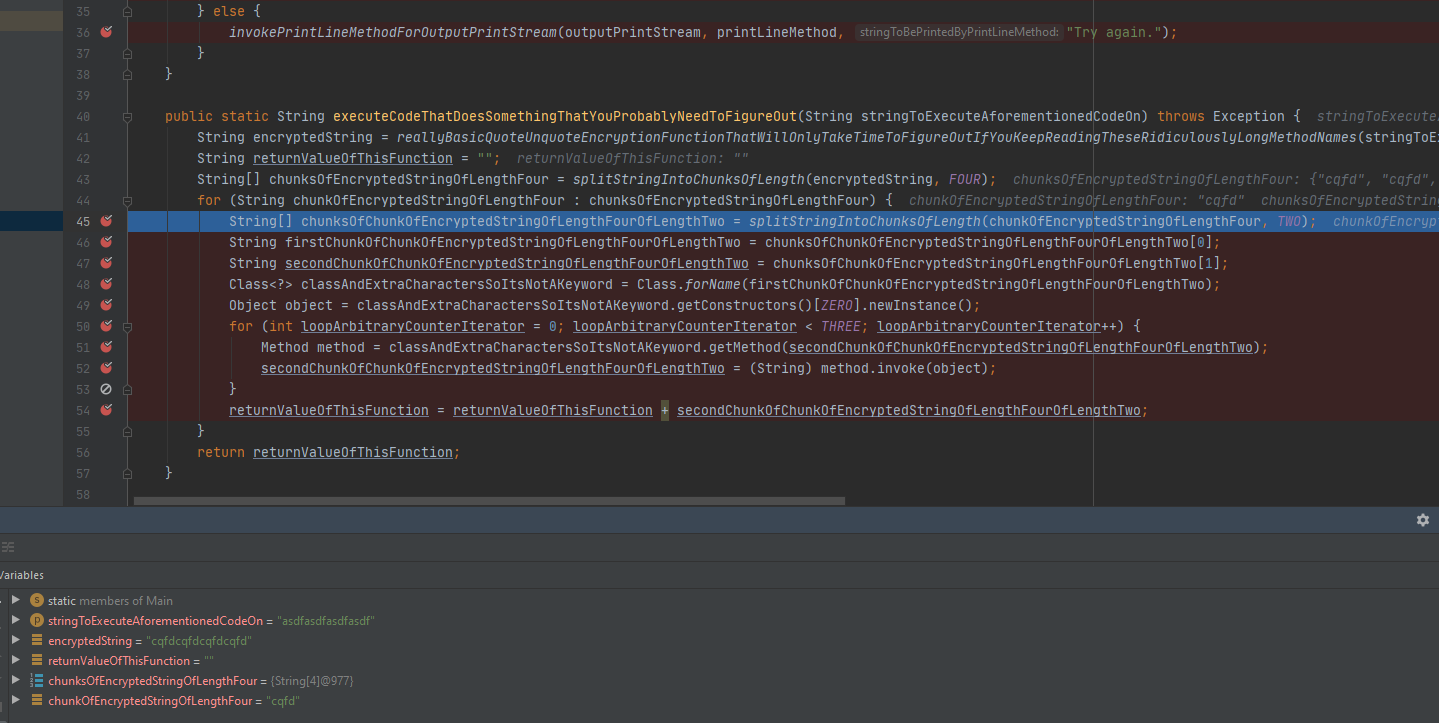 35 } else {
36 invokePrintLineMethodForOutputPrintStream(outputPrintStream, printLineMethod, stringToBePrintedByPrintLineMethod: "Try again.");
37 }
38 }
39
40 public static String executeCodeThatDoesSomethingThatYouProbablyNeedToFigureOut(String stringToExecuteAforementionedCodeOn) throws Exception { stringToExecuteA
41 String encryptedString = reallyBasicQuoteUnquoteEncryptionFunctionThatWillOnlyTakeTimeToFigureOutIfYouKeepReadingTheseRidiculouslyLongMethodNames(stringToEx
42 String returnValueOfThisFunction = ""; returnValueOfThisFunction: ""
43 String[] chunksOfEncryptedStringOfLengthFour = splitStringIntoChunksOfLength(encryptedString, FOUR); chunksOfEncryptedStringOfLengthFour: {"cqfd", "cqfd",
44 for (String chunkOfEncryptedStringOfLengthFour : chunksOfEncryptedStringOfLengthFour) { chunkOfEncryptedStringOfLengthFour: "cqfd" chunksOfEncryptedString
45 String[] chunksOfChunkOfEncryptedStringOfLengthFourOfLengthTwo = splitStringIntoChunksOfLength(chunkOfEncryptedStringOfLengthFour, TWO); chunkOfEncrypt
46 String firstChunkOfChunkOfEncryptedStringOfLengthFourOfLengthTwo = chunksOfChunkOfEncryptedStringOfLengthFourOfLengthTwo[0];
47 String secondChunkOfChunkOfEncryptedStringOfLengthFourOfLengthTwo = chunksOfChunkOfEncryptedStringOfLengthFourOfLengthTwo[1];
48 Class<?> classAndExtraCharactersSoItsNotAKeyword = Class.forName(firstChunkOfChunkOfEncryptedStringOfLengthFourOfLengthTwo);
49 Object object = classAndExtraCharactersSoItsNotAKeyword.getConstructors()[ZERO].newInstance();
50 for (int loopArbitraryCounterIterator = 0; loopArbitraryCounterIterator < THREE; loopArbitraryCounterIterator++) {
51 Method method = classAndExtraCharactersSoItsNotAKeyword.getMethod(secondChunkOfChunkOfEncryptedStringOfLengthFourOfLengthTwo);
52 secondChunkOfChunkOfEncryptedStringOfLengthFourOfLengthTwo = (String) method.invoke(object);
53 }
54 returnValueOfThisFunction = returnValueOfThisFunction + secondChunkOfChunkOfEncryptedStringOfLengthFourOfLengthTwo;
55 }
56 return returnValueOfThisFunction;
57 }
58
Variables
static members of Main
stringToExecuteAforementionedCodeOn = "asdfasdfasdfasdf"
encryptedString = "cqfdcqfdcqfdcqfd"
returnValueOfThisFunction = ""
chunksOfEncryptedStringOfLengthFour = {String[4]@977}
chunkOfEncryptedStringOfLengthFour = "cqfd"